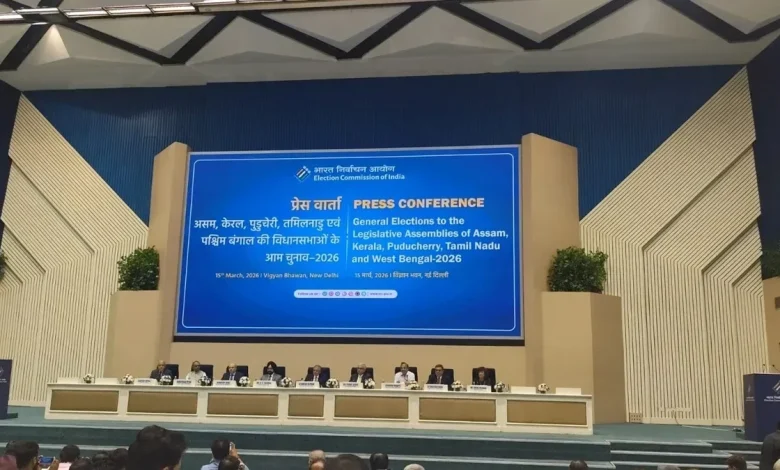 भारत निर्वाचन आयोग
Election Commission of India
प्रेस वार्ता
असम, केरल, पुडुचेरी, तमिलनाडु एवं
पश्चिम बंगाल की विधानसभाओं के
आम चुनाव-2026
15th March, 2026 | Vigyan Bhawan, New Delhi
PRESS CONFERENCE
General Elections to the
Legislative Assemblies of Assam,
Kerala, Puducherry, Tamil Nadu
and West Bengal-2026
15 मार्च, 2026 | विज्ञान भवन, नई दिल्ली